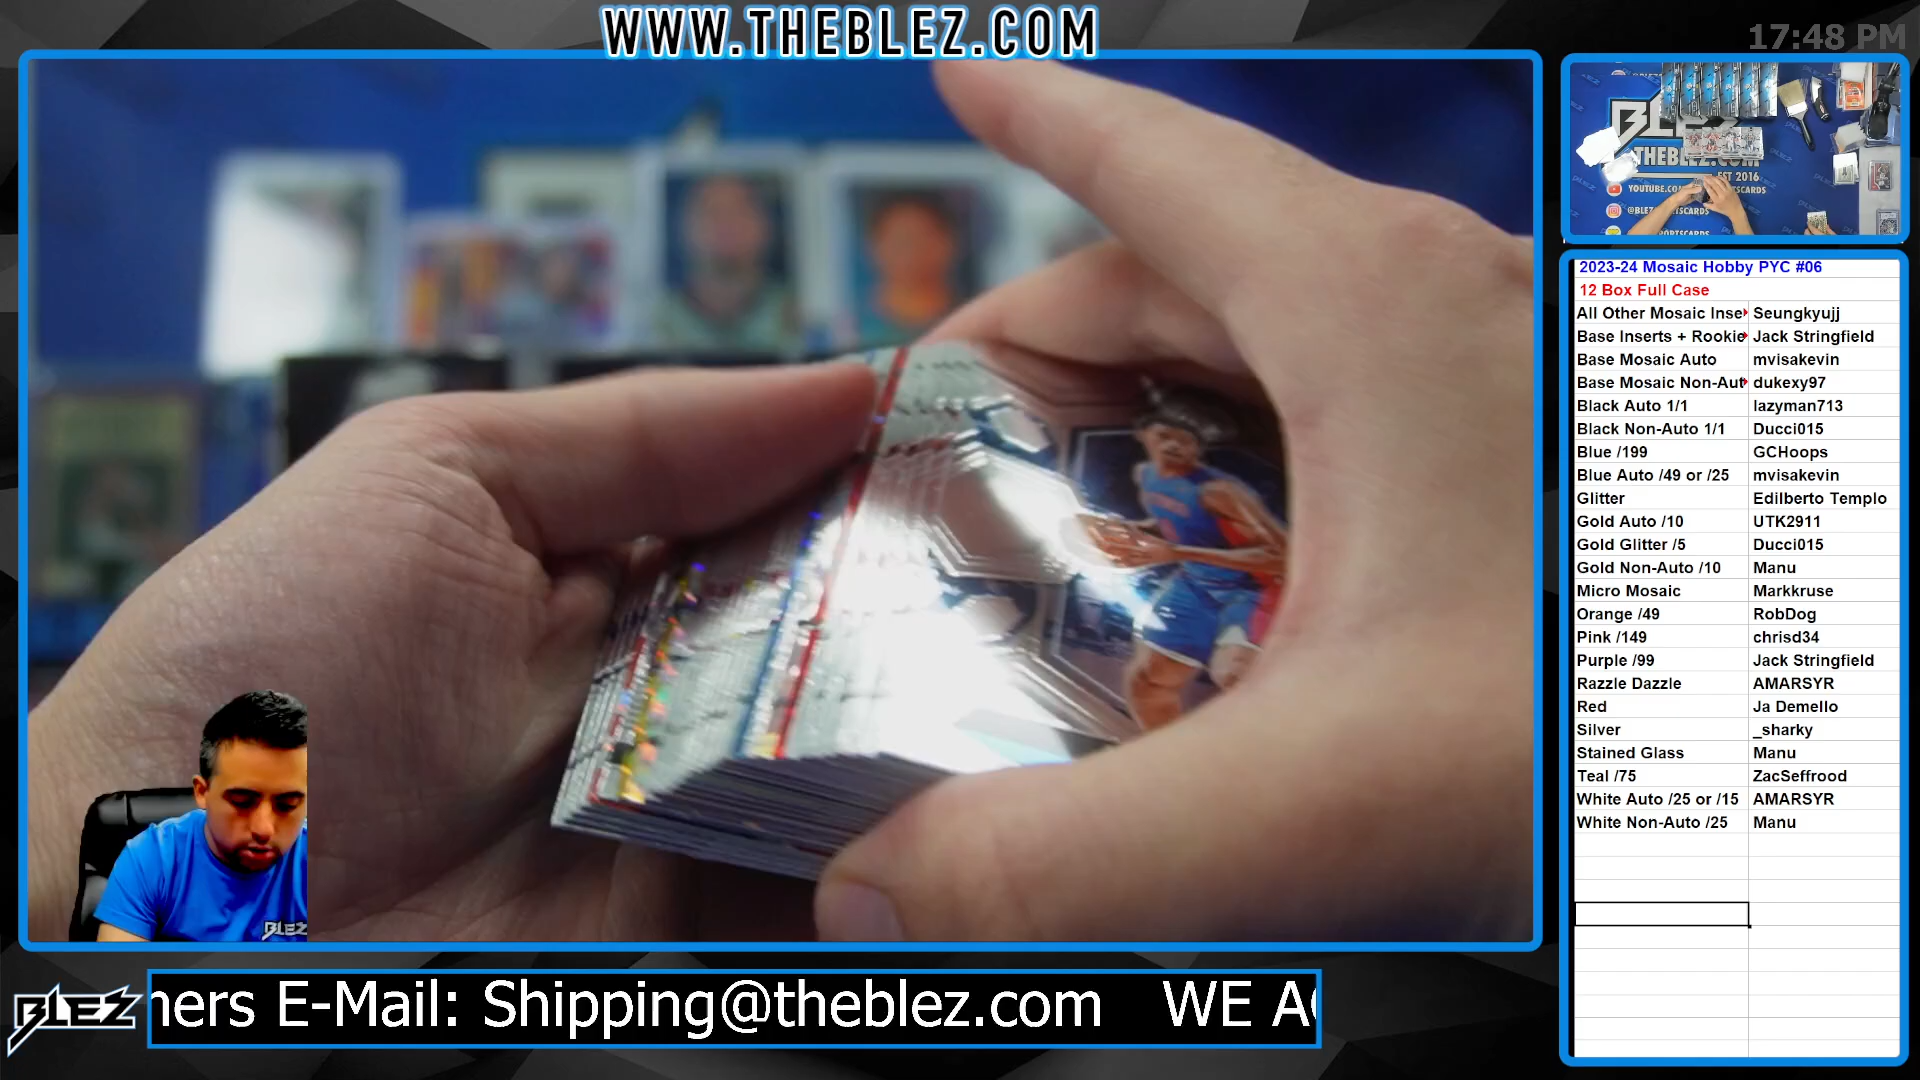 WWW.THEBLEZ.COM
17:48 PM
THEBLEZ.COM
EST 2016
2023-24 Mosaic Hobby PYC #06
12 Box Full Case
All Other Mosaic Inse Seungkyujj
Base Inserts + Rookie Jack Stringfield
Base Mosaic Auto mvisakevin
Base Mosaic Non-Aut dukexy97
Black Auto 1/1 lazyman713
Black Non-Auto 1/1 Ducci015
Blue /199 GCHoops
Blue Auto /49 or /25 mvisakevin
Glitter Edilberto Templo
Gold Auto /10 UTK2911
Gold Glitter /5 Ducci015
Gold Non-Auto /10 Manu
Micro Mosaic Markkruse
Orange /49 RobDog
Pink /149 chrisd34
Purple /99 Jack Stringfield
Razzle Dazzle AMARSYR
Red Ja Demello
Silver _sharky
Stained Glass Manu
Teal /75 ZacSeffrood
White Auto /25 or /15 AMARSYR
White Non-Auto /25 Manu
BLEZ
BLEZ
ners E-Mail: Shipping@theblez.com WE A